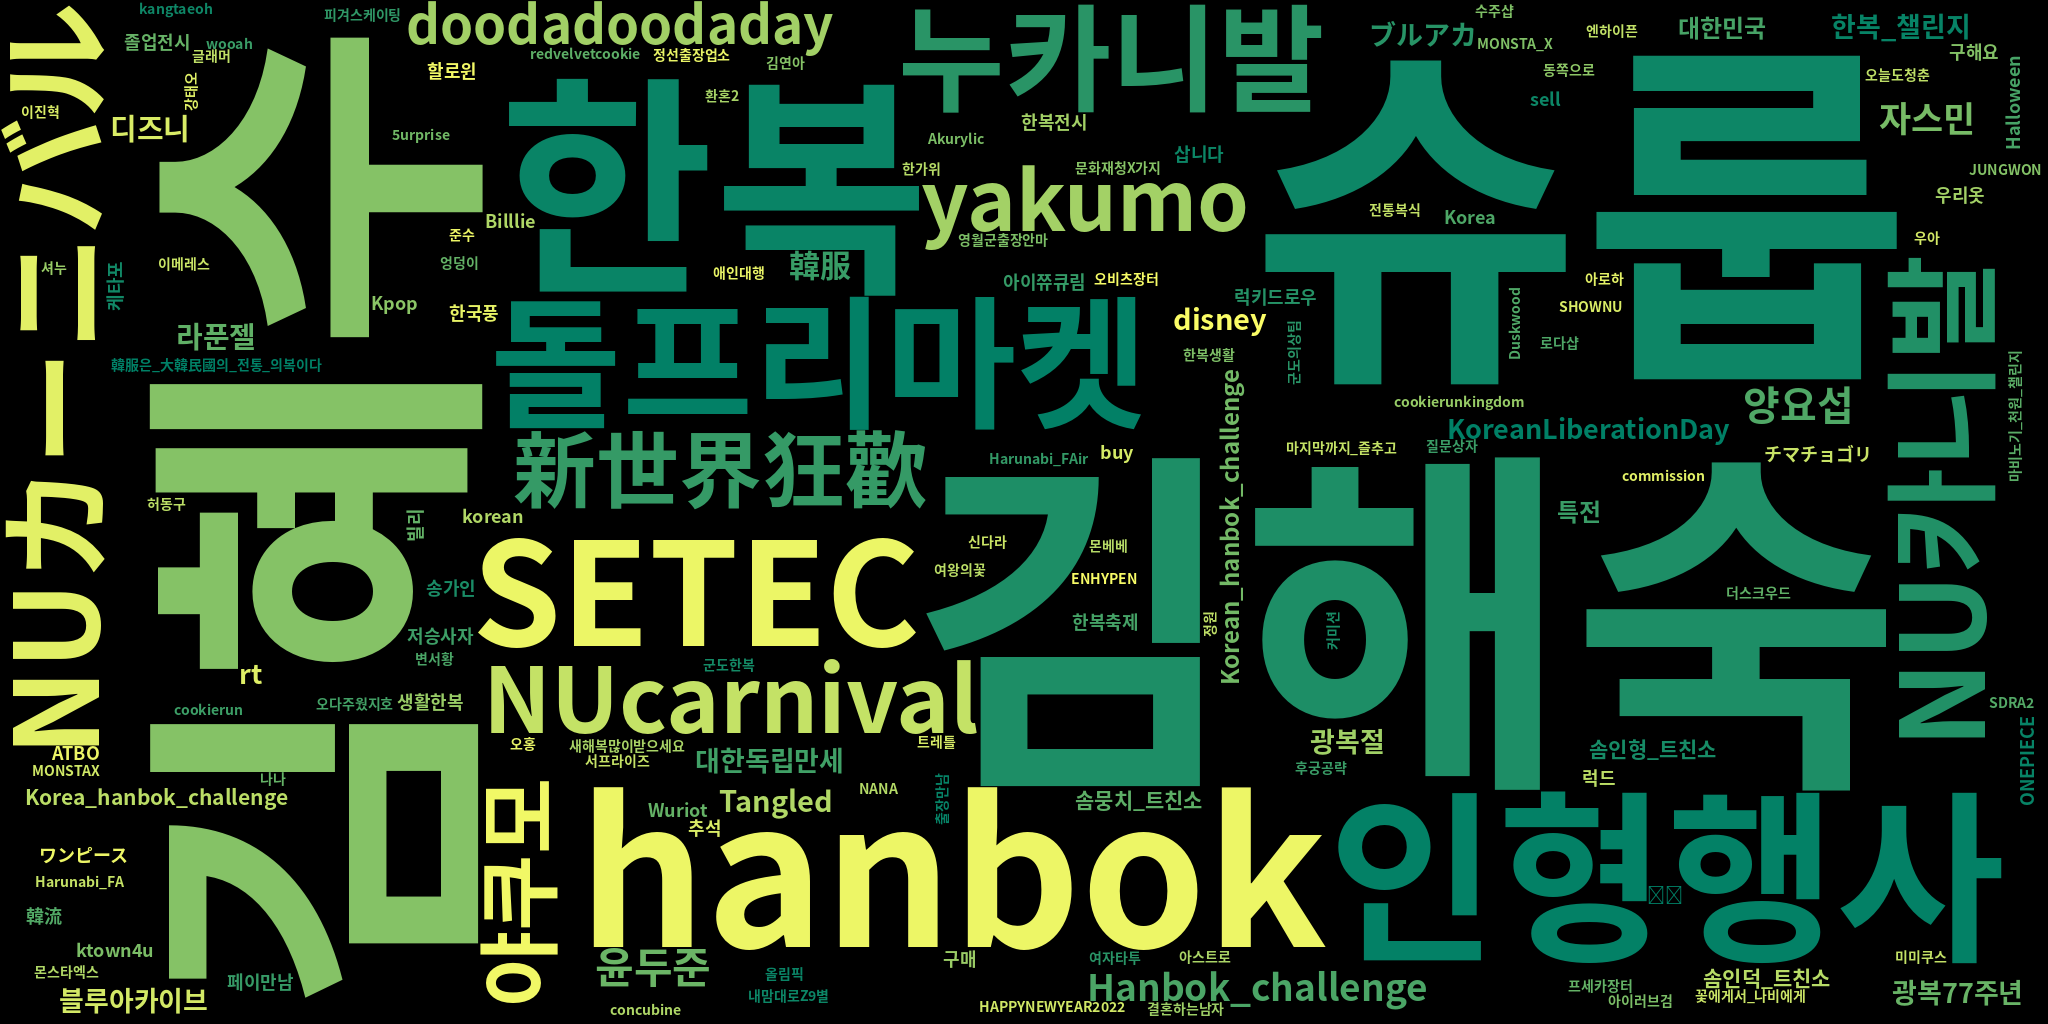 kangtaeoh
피겨스케이팅
doodadoodaday
누카니발
수주샵
ブルアカ
MONSTA_X
엔하이픈
대한민국
한복_챌린지
졸업전시
wooah
글래머
redvelvetcookie
정선출장업소
김연아
할로윈
동쪽으로
구해요
오늘도청춘
Halloween
강태오
이진혁
디즈니
5urprise
환혼2
한복
한복전시
Akurylic
sell
슈룹
자스민
삽니다
한가위
문화재청X가지
JUNGWON
yakumo
우리옷
Billlie
준수
전통복식
Korea
영월군출장안마
우아
셔누
이메레스
엉덩이
애인대행
韓服
아이쮸큐림
오비츠장터
아로하
케타포
Kpop
한국풍
럭키드로우
SHOWNU
라푼젤
disney
군도의상팀
Duskwood
로다샵
돌프리마켓
한복생활
韓服은_大韓民國의_전통_의복이다
마비노기_천원_챌린지
cookierunkingdom
양요섭
KoreanLiberationDay
新世界狂歡
Harunabi_FAir
buy
Korean_hanbok_challenge
마지막까지_즐추고
질문상자
チマチョゴリ
commission
허동구
빌리
korean
특전
NUカーニバル
김혜사
SETEC
신다라
몬베베
여왕의꽃
ENHYPEN
김해숙
송가인
더스크우드
한복축제
정원
커미션
저승사자
변서황
군도한복
rt
NUcarnival
cookierun
오다주웠지호
생활한복
NU카니발
SDRA2
ATBO
MONSTAX
오홍
새해복많이받으세요
서프라이즈
대한독립만세
트레틀
광복절
후궁공략
솜인형_트친소
럭드
ONEPIECE
나나
Korea_hanbok_challenge
야쿠모
Wuriot
Tangled
추석
NANA
출장만남
솜뭉치_트친소
hanbok
인형행사
ワンピース
Harunabi_FA
韓流
ktown4u
몬스타엑스
페이만남
블루아카이브
윤두준
concubine
올림픽
내맘대로Z9별
구매
여자타투
아스트로
Hanbok_challenge
HAPPYNEWYEAR2022
결혼하는남자
미미쿠스
솜인덕_트친소
프세카장터
아이러브검
꽃에게서_나비에게
광복77주년